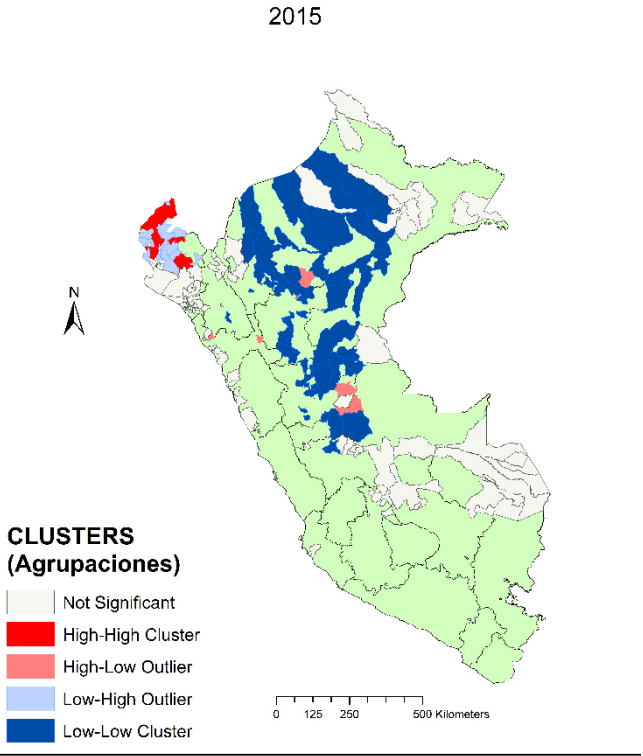 2015
N
CLUSTERS
(Agrupaciones)
Not Significant
High-High Cluster
High-Low Outlier
Low-High Outlier
Low-Low Cluster
0 125 250 500 Kilometers